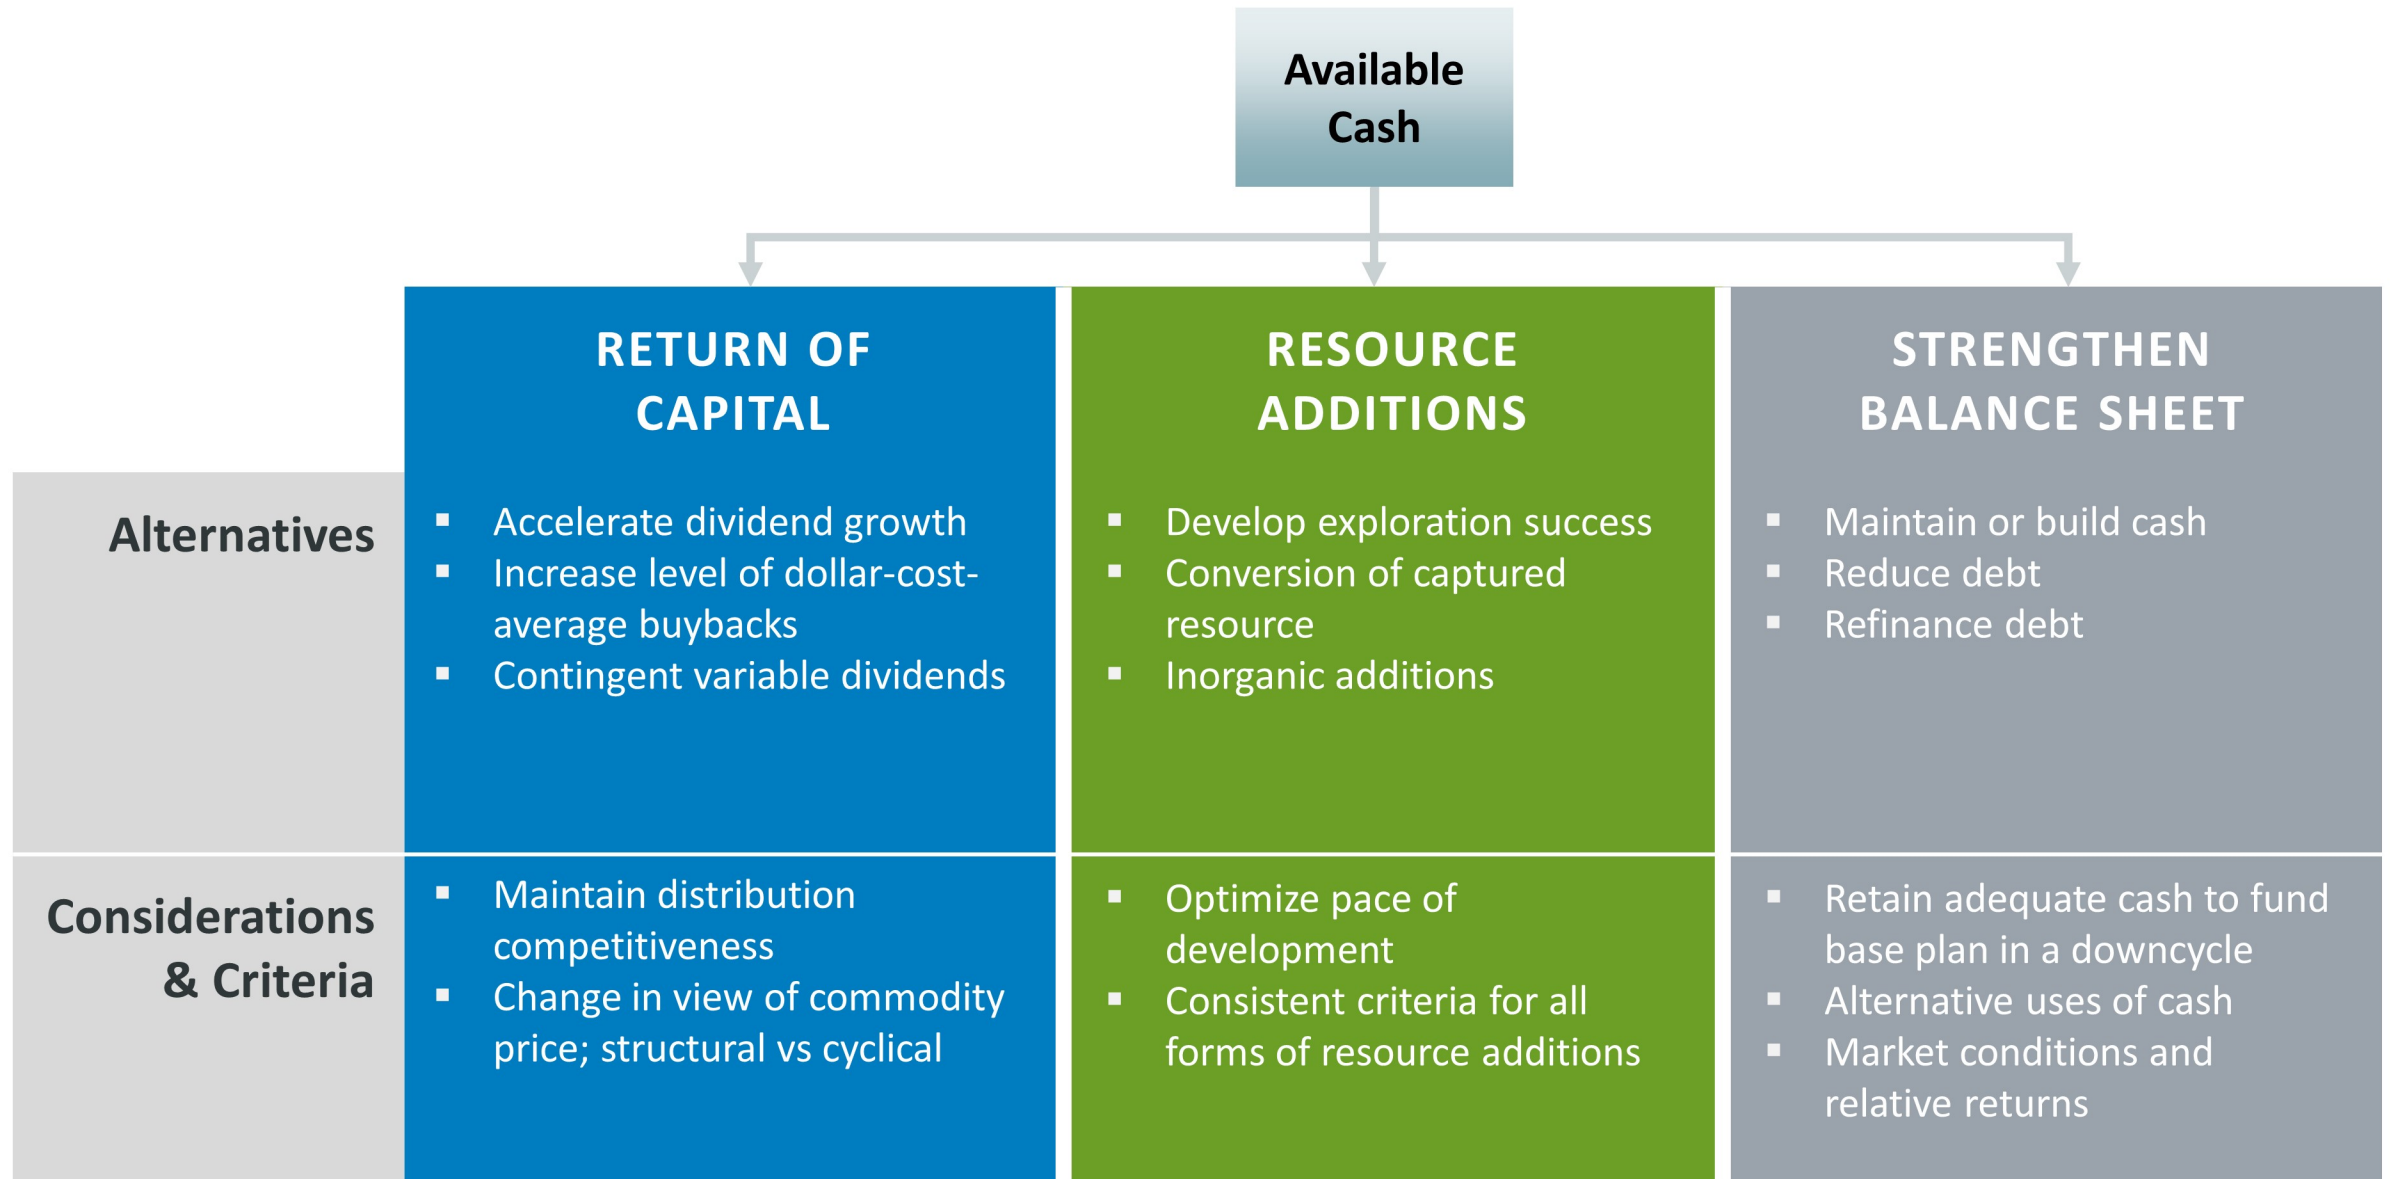 Available
Cash
RETURN OF
CAPITAL
RESOURCE
ADDITIONS
STRENGTHEN
BALANCE SHEET
Alternatives
▪ Accelerate dividend growth
▪ Increase level of dollar-cost-
average buybacks
▪ Contingent variable dividends
▪ Develop exploration success
▪ Conversion of captured
resource
▪ Inorganic additions
▪ Maintain or build cash
▪ Reduce debt
▪ Refinance debt
Considerations
& Criteria
▪ Maintain distribution
competitiveness
▪ Change in view of commodity
price; structural vs cyclical
▪ Optimize pace of
development
▪ Consistent criteria for all
forms of resource additions
▪ Retain adequate cash to fund
base plan in a downcycle
▪ Alternative uses of cash
▪ Market conditions and
relative returns